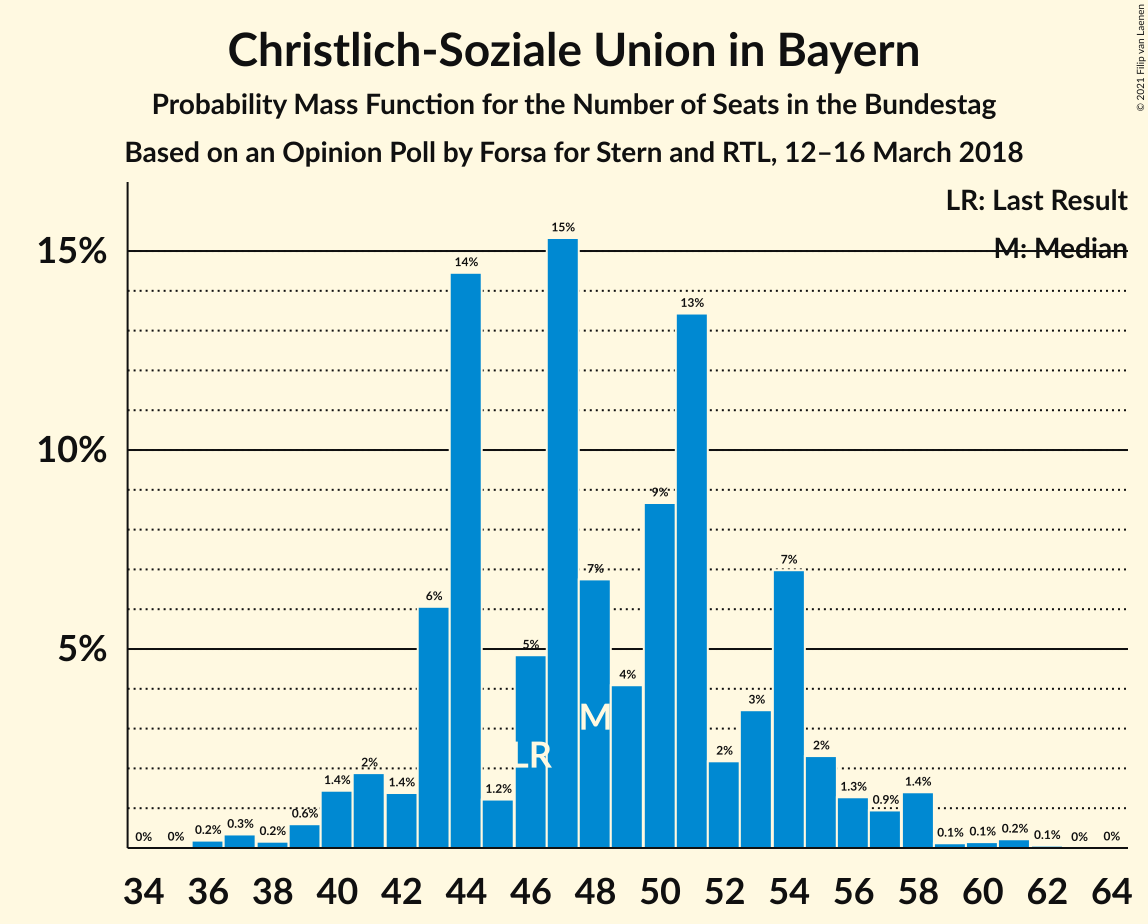 Christlich-Soziale Union in Bayern
Probability Mass Function for the Number of Seats in the Bundestag
Based on an Opinion Poll by Forsa for Stern and RTL, 12–16 March 2018
© 2021 Filip van Laenen
LR: Last Result
M: Median
15%
10%
5%
0% 0% 0.2% 0.3% 0.2% 0.6% 1.4% 2% 1.4% 6% 14% 1.2% 5% 15% 7% 4% 9% 13% 2% 3% 7% 2% 1.3% 0.9% 1.4% 0.1% 0.1% 0.2% 0.1% 0% 0%
M
LR
34 36 38 40 42 44 46 48 50 52 54 56 58 60 62 64